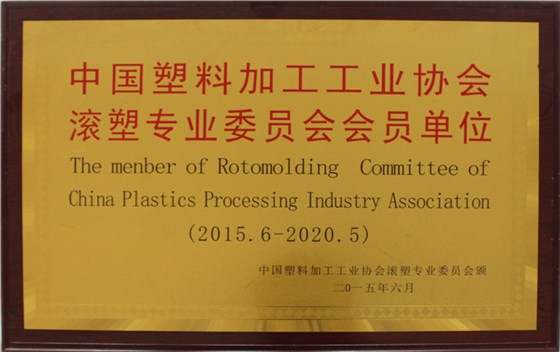 中国塑料加工工业协会
滚塑专业委员会会员单位
The menber of Rotomolding Committee of
China Plastics Processing Industry Association
(2015.6-2020.5)
中国塑料加工工业协会滚塑专业委员会颁
二〇一五年六月